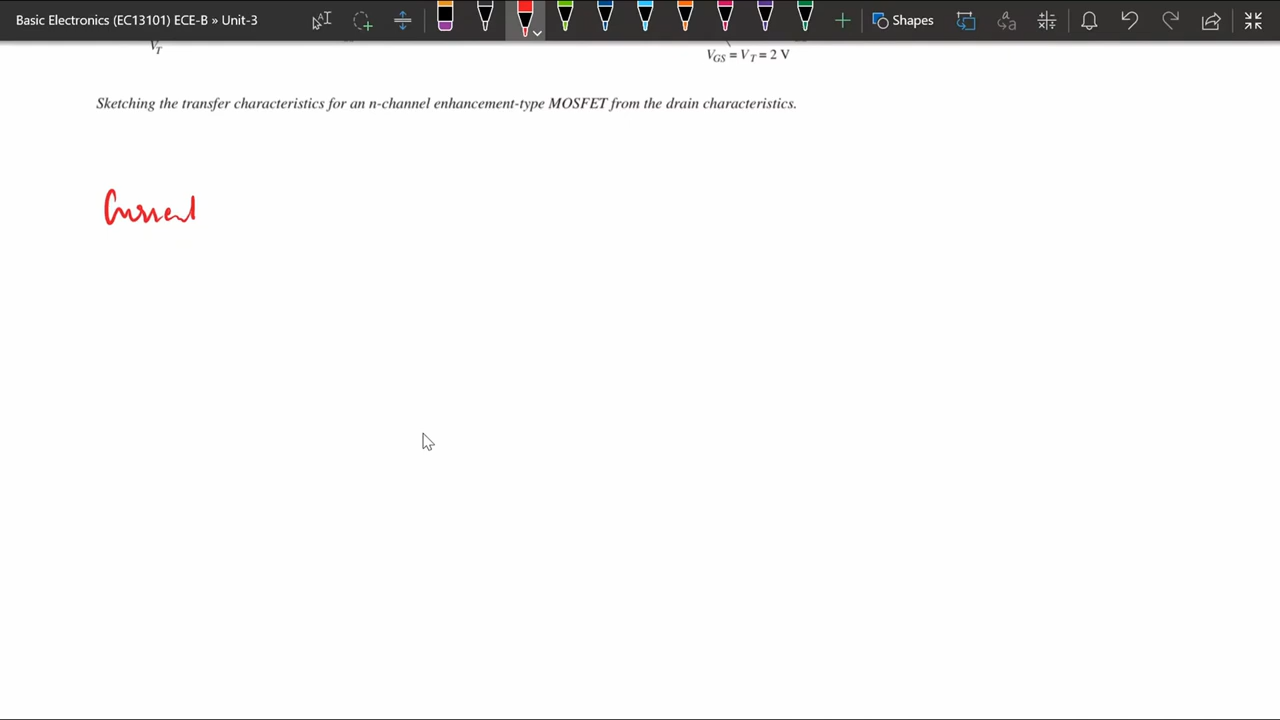 Basic Electronics (EC13101) ECE-B » Unit-3
Shapes
VT
VGS = VT = 2 V
Sketching the transfer characteristics for an n-channel enhancement-type MOSFET from the drain characteristics.
Current